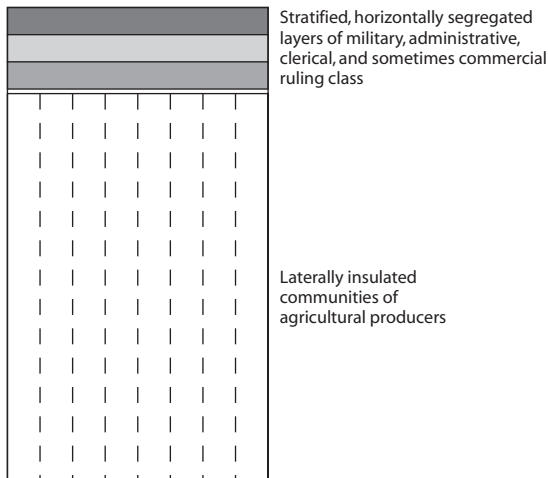 Stratified, horizontally segregated
layers of military, administrative,
clerical, and sometimes commercial
ruling class
Laterally insulated
communities of
agricultural producers